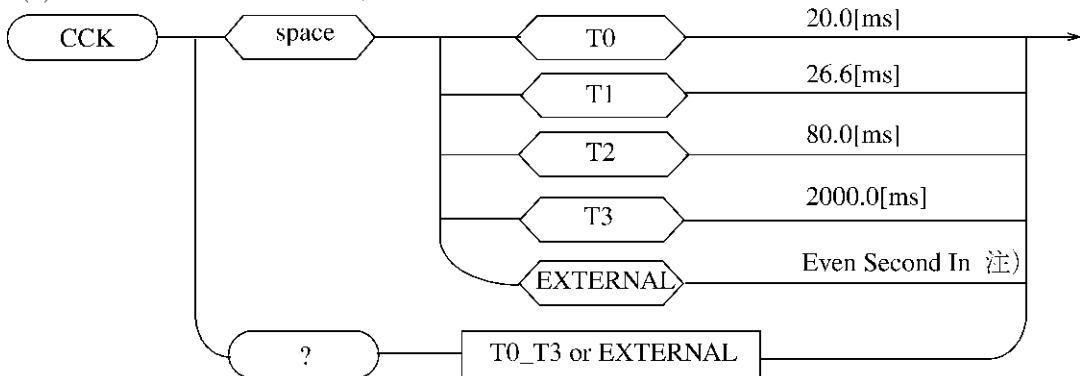 CCK space T0 20.0[ms]
T1 26.6[ms]
T2 80.0[ms]
T3 2000.0[ms]
EXTERNAL Even Second In 注)
? T0_T3 or EXTERNAL